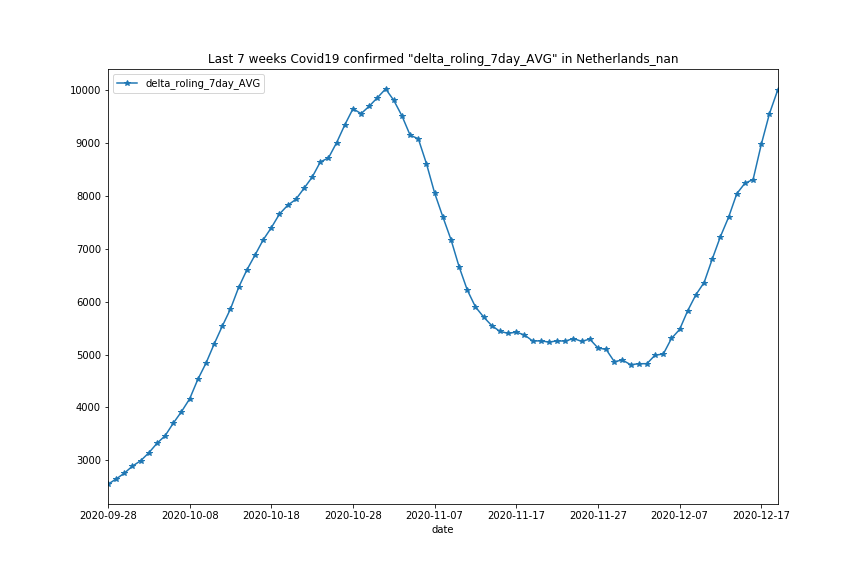 Last 7 weeks Covid19 confirmed "delta_roling_7day_AVG" in Netherlands_nan
delta_roling_7day_AVG
10000
9000
8000
7000
6000
5000
4000
3000
2020-09-28 2020-10-08 2020-10-18 2020-10-28 2020-11-07 2020-11-17 2020-11-27 2020-12-07 2020-12-17
date